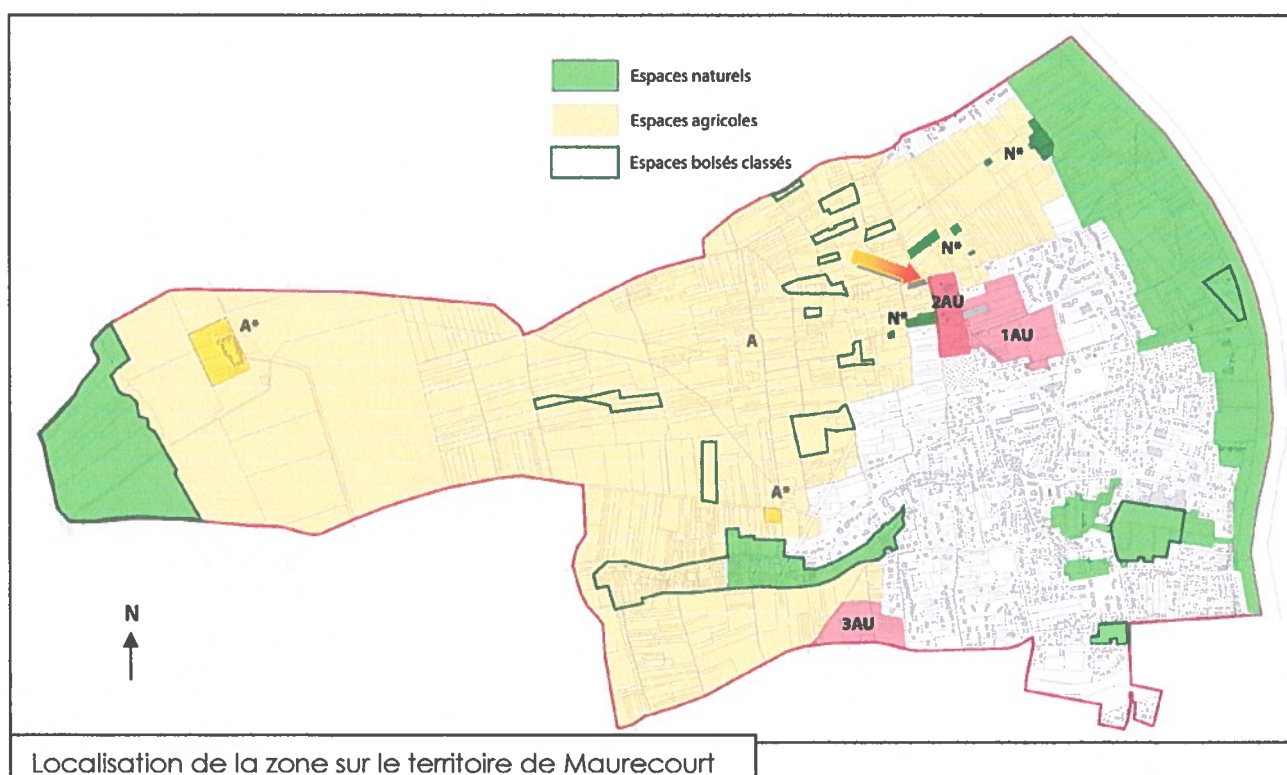 Espaces naturels
Espaces agricoles
Espaces boisés classés
N*
N*
A*
2AU
N*
1AU
A
A*
N
3AU
Localisation de la zone sur le territoire de Maurecourt